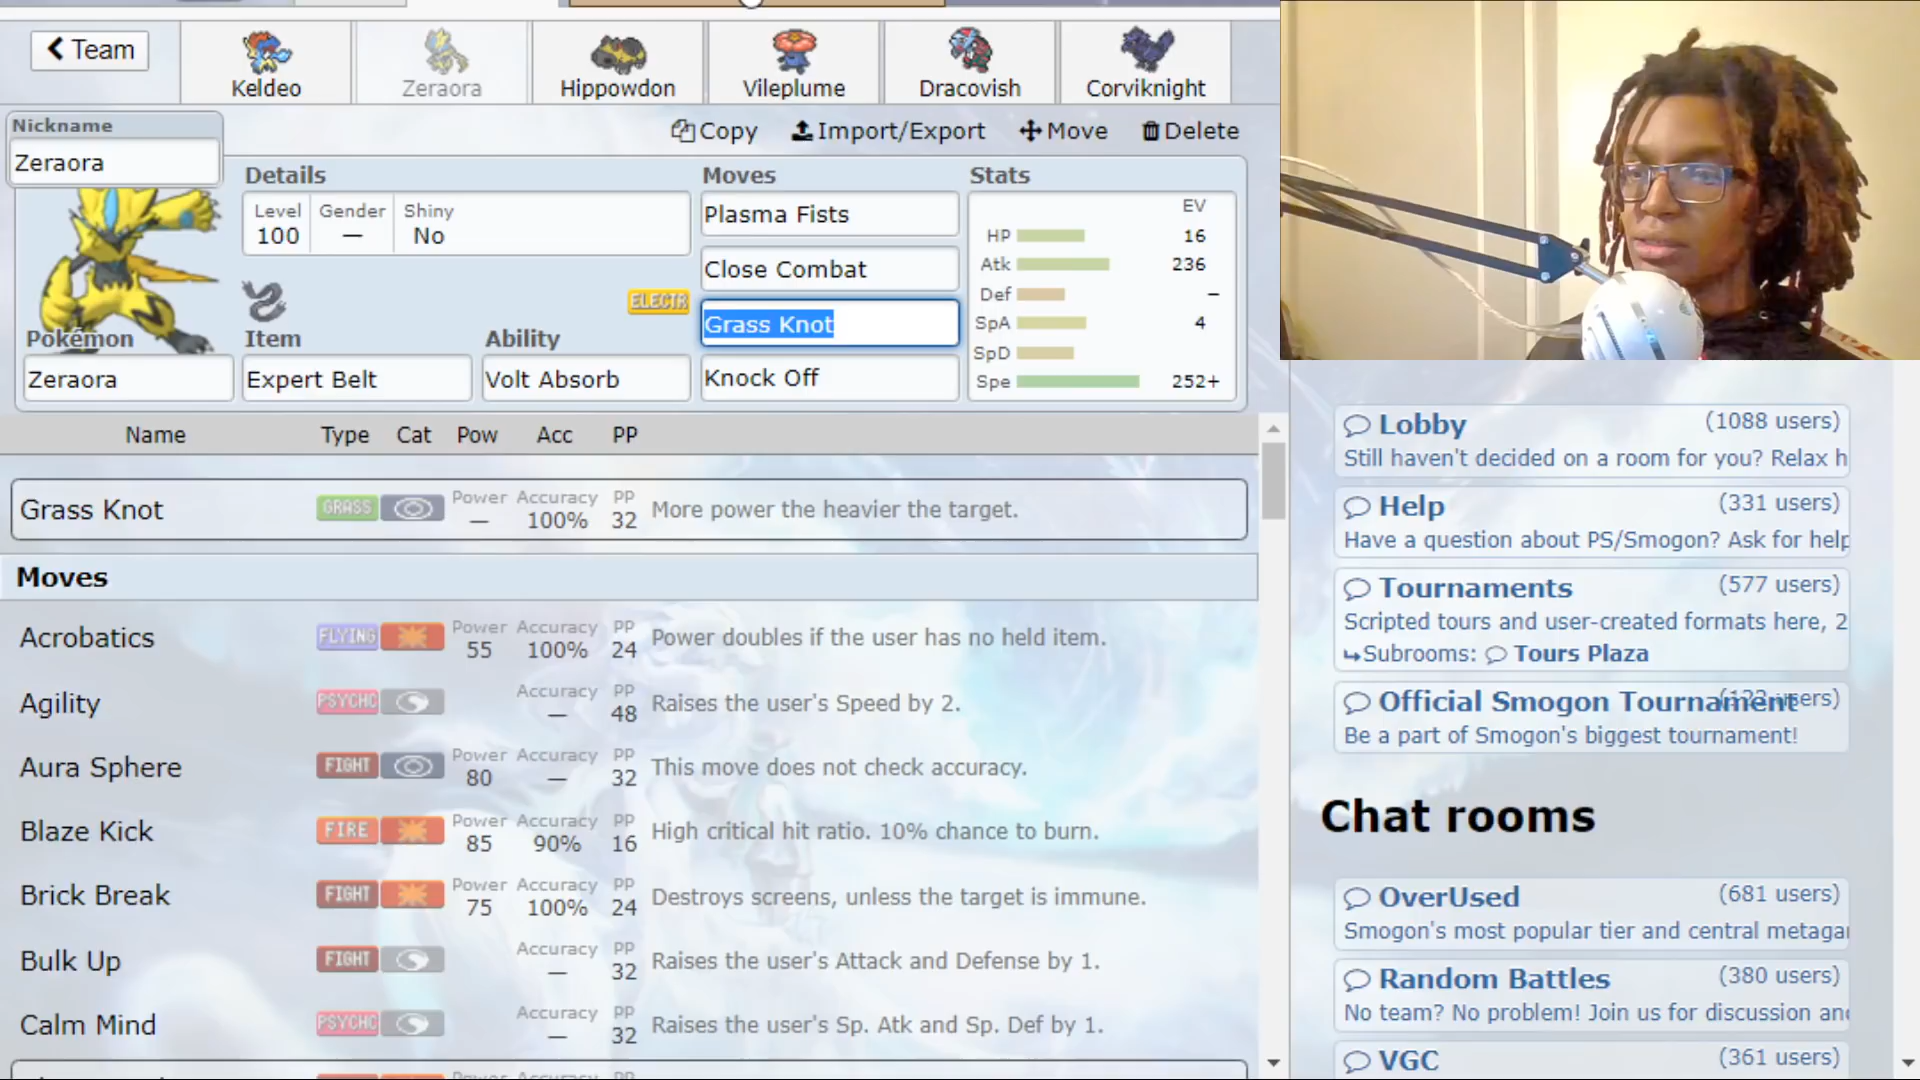 Team
Keldeo
Zeraora
Hippowdon
Vileplume
Dracovish
Corviknight
Nickname
Zeraora
Copy
Import/Export
Move
Delete
Details
Moves
Stats
Level
100
Gender
—
Shiny
No
Plasma Fists
Close Combat
Grass Knot
Knock Off
EV
HP 16
Atk 236
Def –
SpA 4
SpD
Spe 252+
ELECTR
Pokémon
Zeraora
Item
Expert Belt
Ability
Volt Absorb
Name Type Cat Pow Acc PP
Grass Knot GRASS Power — Accuracy 100% PP 32 More power the heavier the target.
Moves
Acrobatics FLYING Power 55 Accuracy 100% PP 24 Power doubles if the user has no held item.
Agility PSYCHC Accuracy — PP 48 Raises the user's Speed by 2.
Aura Sphere FIGHT Power 80 Accuracy — PP 32 This move does not check accuracy.
Blaze Kick FIRE Power 85 Accuracy 90% PP 16 High critical hit ratio. 10% chance to burn.
Brick Break FIGHT Power 75 Accuracy 100% PP 24 Destroys screens, unless the target is immune.
Bulk Up FIGHT Accuracy — PP 32 Raises the user's Attack and Defense by 1.
Calm Mind PSYCHC Accuracy — PP 32 Raises the user's Sp. Atk and Sp. Def by 1.
Power Accuracy PP
Lobby (1088 users)
Still haven't decided on a room for you? Relax h
Help (331 users)
Have a question about PS/Smogon? Ask for help
Tournaments (577 users)
Scripted tours and user-created formats here, 2
Subrooms: Tours Plaza
Official Smogon Tournament users)
Be a part of Smogon's biggest tournament!
Chat rooms
OverUsed (681 users)
Smogon's most popular tier and central metagar
Random Battles (380 users)
No team? No problem! Join us for discussion and
VGC (361 users)